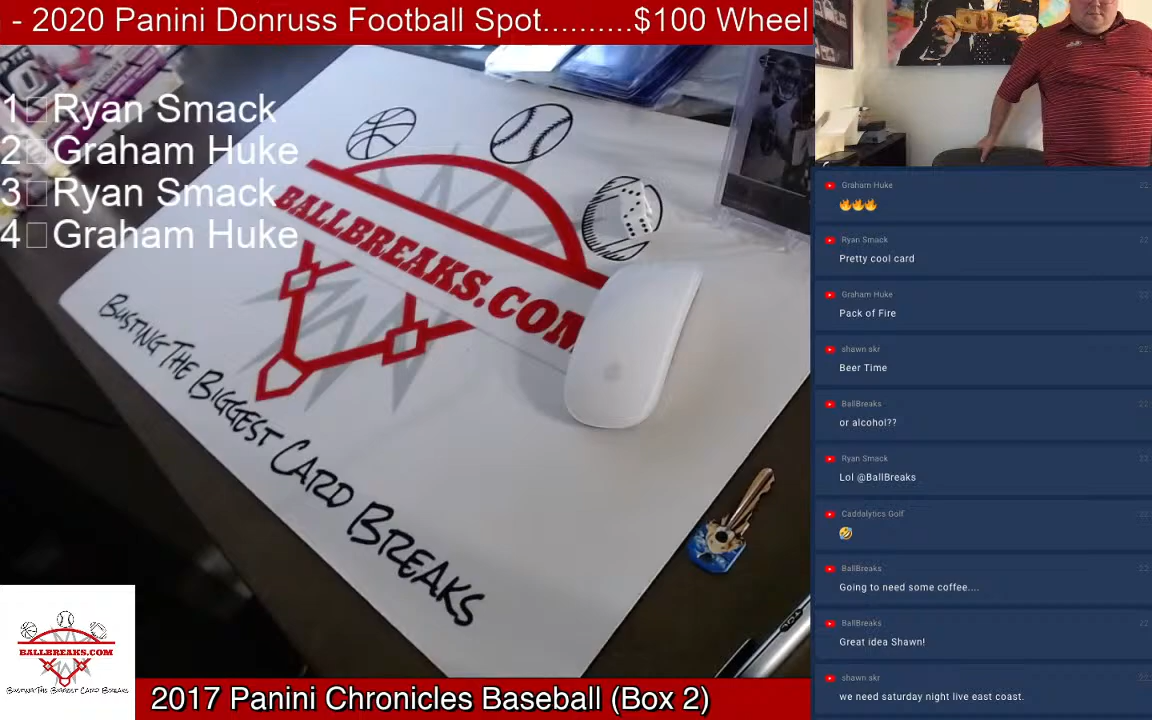 - 2020 Panini Donruss Football Spot..........$100 Wheel
1 Ryan Smack
2 Graham Huke
3 Ryan Smack
4 Graham Huke
BALLBREAKS.COM
BUSTING THE BIGGEST CARD BREAKS
BALLBREAKS.COM
BUSTING THE BIGGEST CARD BREAKS
2017 Panini Chronicles Baseball (Box 2)
Graham Huke
🔥🔥🔥
Ryan Smack
Pretty cool card
Graham Huke
Pack of Fire
shawn skr
Beer Time
BallBreaks
or alcohol??
Ryan Smack
Lol @BallBreaks
Caddalytics Golf
🤣
BallBreaks
Going to need some coffee....
BallBreaks
Great idea Shawn!
shawn skr
we need saturday night live east coast.